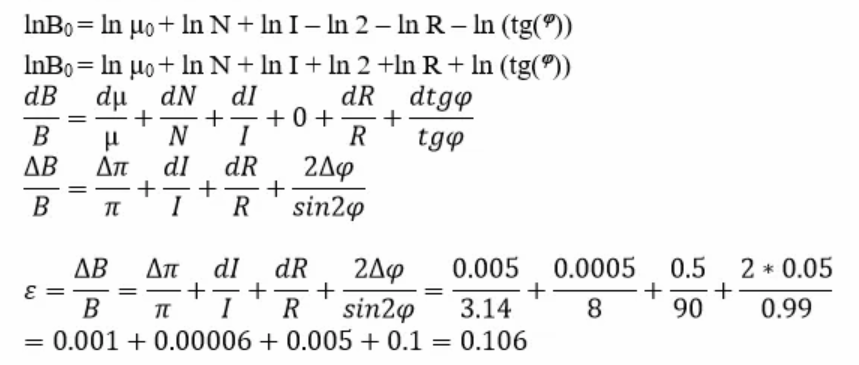 lnB₀ = ln μ₀ + ln N + ln I – ln 2 – ln R – ln (tg(φ))
lnB₀ = ln μ₀ + ln N + ln I + ln 2 +ln R + ln (tg(φ))
dB/B = dμ/μ + dN/N + dI/I + 0 + dR/R + dtgφ/tgφ
ΔB/B = Δπ/π + dI/I + dR/R + 2Δφ/sin2φ
ε = ΔB/B = Δπ/π + dI/I + dR/R + 2Δφ/sin2φ = 0.005/3.14 + 0.0005/8 + 0.5/90 + 2 * 0.05/0.99
= 0.001 + 0.00006 + 0.005 + 0.1 = 0.106